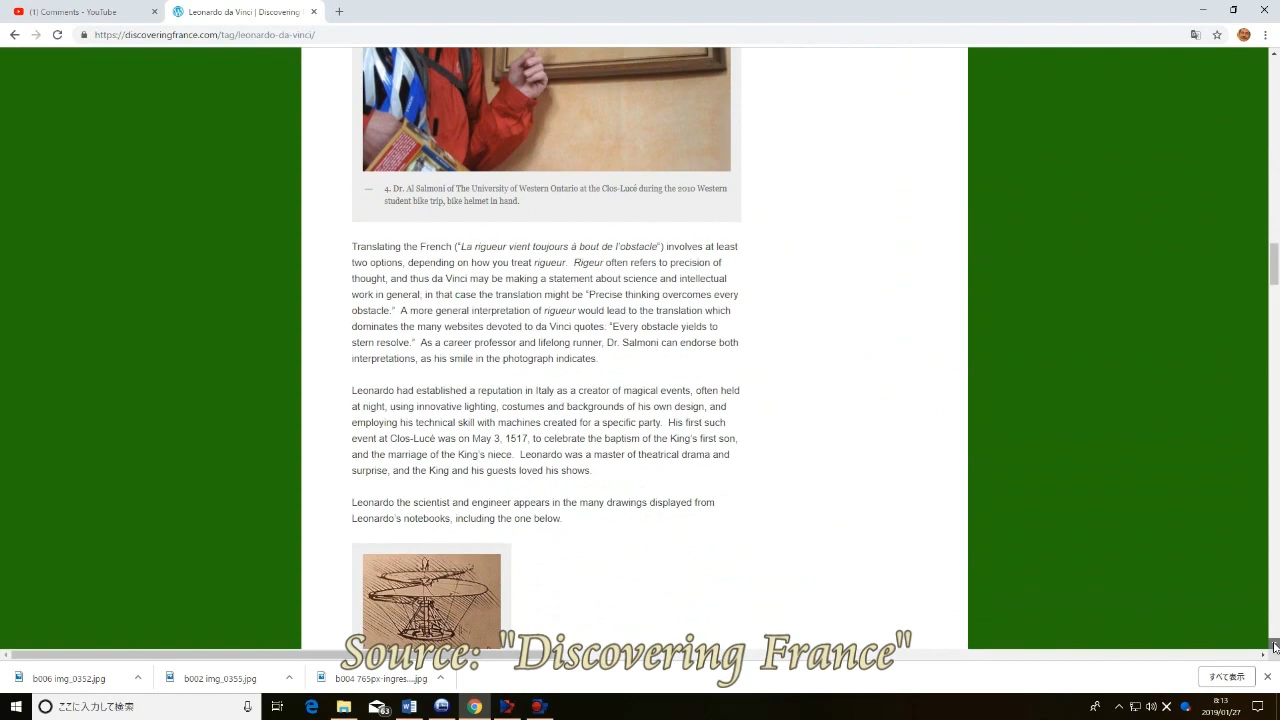 (1) Comments - YouTube
Leonardo da Vinci | Discovering
https://discoveringfrance.com/tag/leonardo-da-vinci/
4. Dr. Al Salmoni of The University of Western Ontario at the Clos-Lucé during the 2010 Western
student bike trip, bike helmet in hand.
Translating the French ("La rigueur vient toujours à bout de l'obstacle") involves at least
two options, depending on how you treat rigueur. Rigeur often refers to precision of
thought, and thus da Vinci may be making a statement about science and intellectual
work in general; in that case the translation might be "Precise thinking overcomes every
obstacle." A more general interpretation of rigueur would lead to the translation which
dominates the many websites devoted to da Vinci quotes. "Every obstacle yields to
stern resolve." As a career professor and lifelong runner, Dr. Salmoni can endorse both
interpretations, as his smile in the photograph indicates.
Leonardo had established a reputation in Italy as a creator of magical events, often held
at night, using innovative lighting, costumes and backgrounds of his own design, and
employing his technical skill with machines created for a specific party. His first such
event at Clos-Lucé was on May 3, 1517, to celebrate the baptism of the King's first son,
and the marriage of the King's niece. Leonardo was a master of theatrical drama and
surprise, and the King and his guests loved his shows.
Leonardo the scientist and engineer appears in the many drawings displayed from
Leonardo's notebooks, including the one below.
Source: "Discovering France"
b006 img_0352.jpg
b002 img_0355.jpg
b004 765px-ingres....jpg
すべて表示
ここに入力して検索
63
8:13
2019/01/27